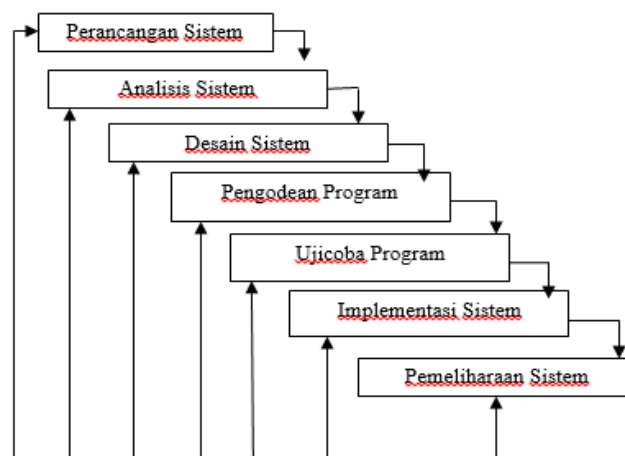 Perancangan Sistem
Analisis Sistem
Desain Sistem
Pengodean Program
Ujicoba Program
Implementasi Sistem
Pemeliharaan Sistem